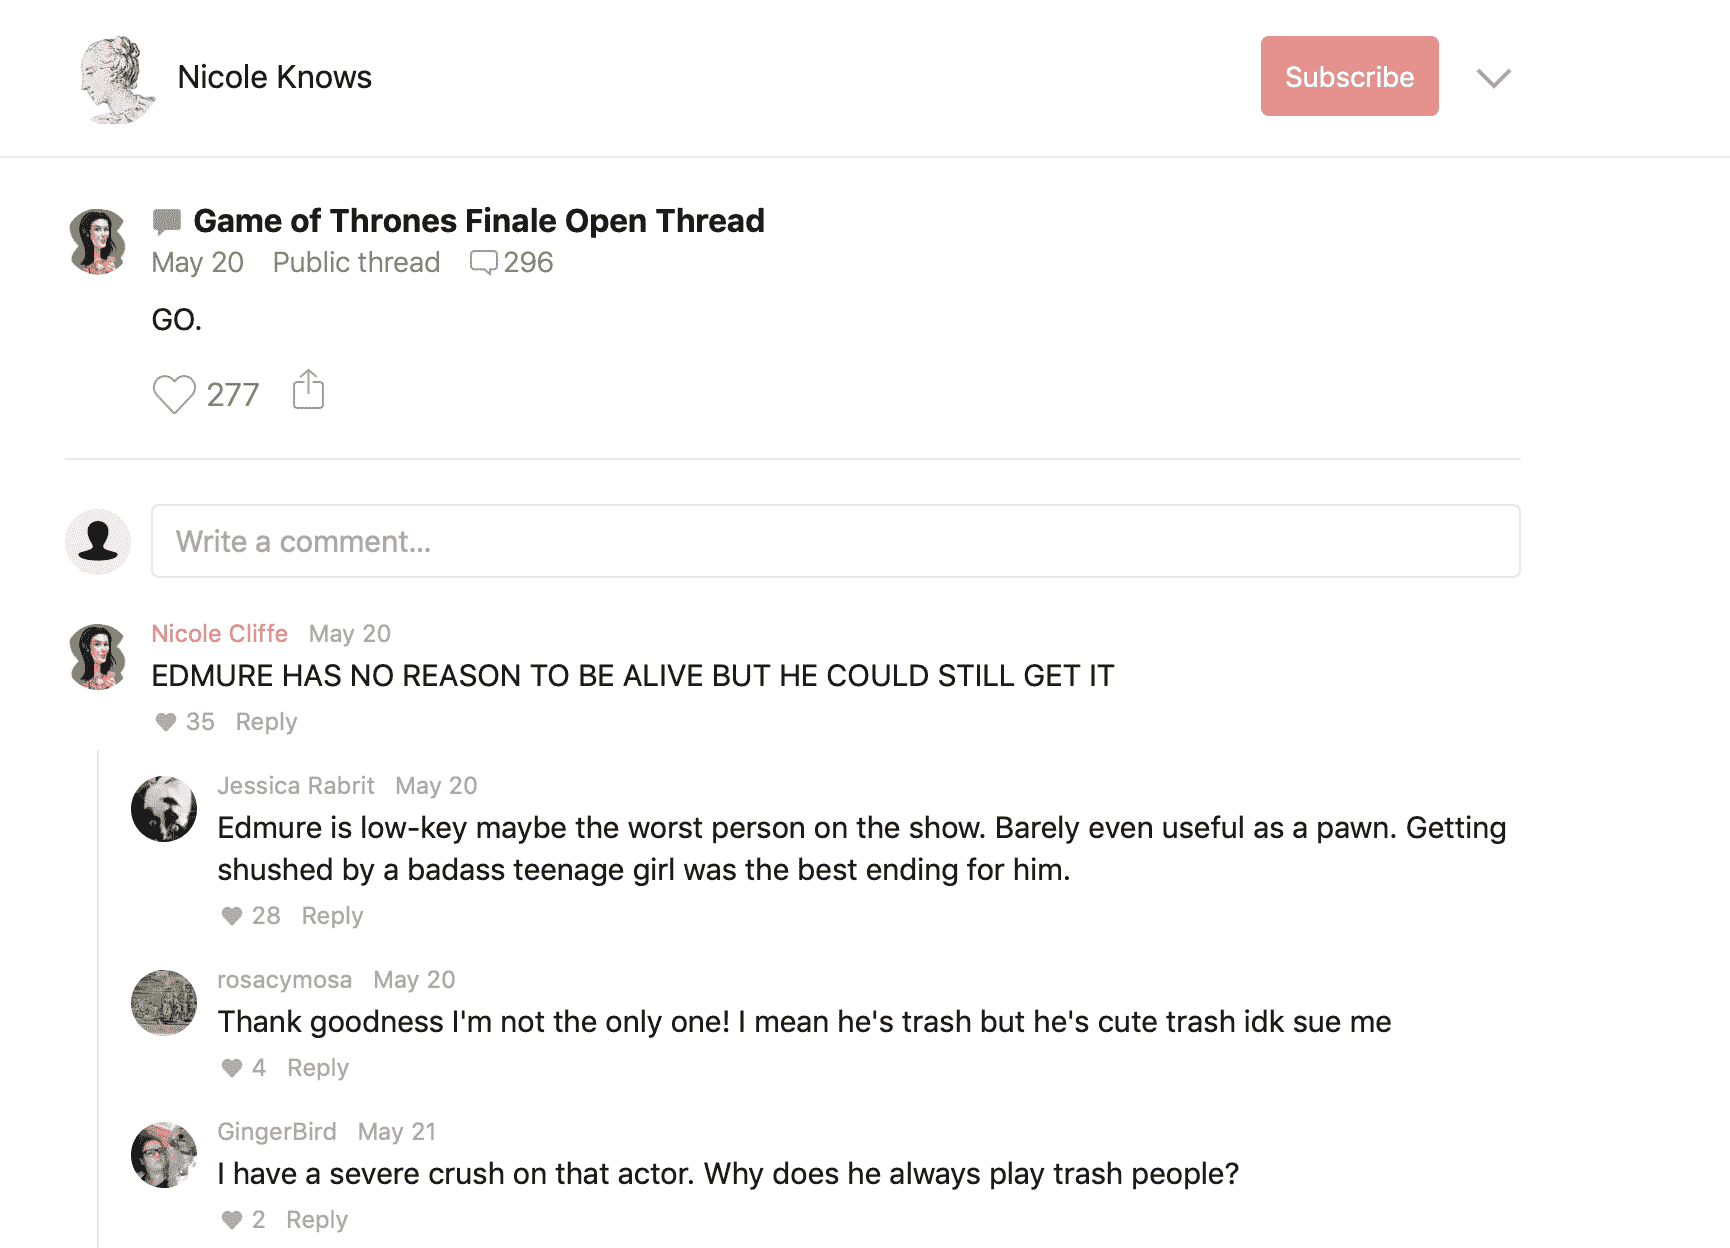 Nicole Knows
Subscribe
Game of Thrones Finale Open Thread
May 20 Public thread 296
GO.
277
Write a comment...
Nicole Cliffe May 20
EDMURE HAS NO REASON TO BE ALIVE BUT HE COULD STILL GET IT
35 Reply
Jessica Rabrit May 20
Edmure is low-key maybe the worst person on the show. Barely even useful as a pawn. Getting
shushed by a badass teenage girl was the best ending for him.
28 Reply
rosacymosa May 20
Thank goodness I'm not the only one! I mean he's trash but he's cute trash idk sue me
4 Reply
GingerBird May 21
I have a severe crush on that actor. Why does he always play trash people?
2 Reply